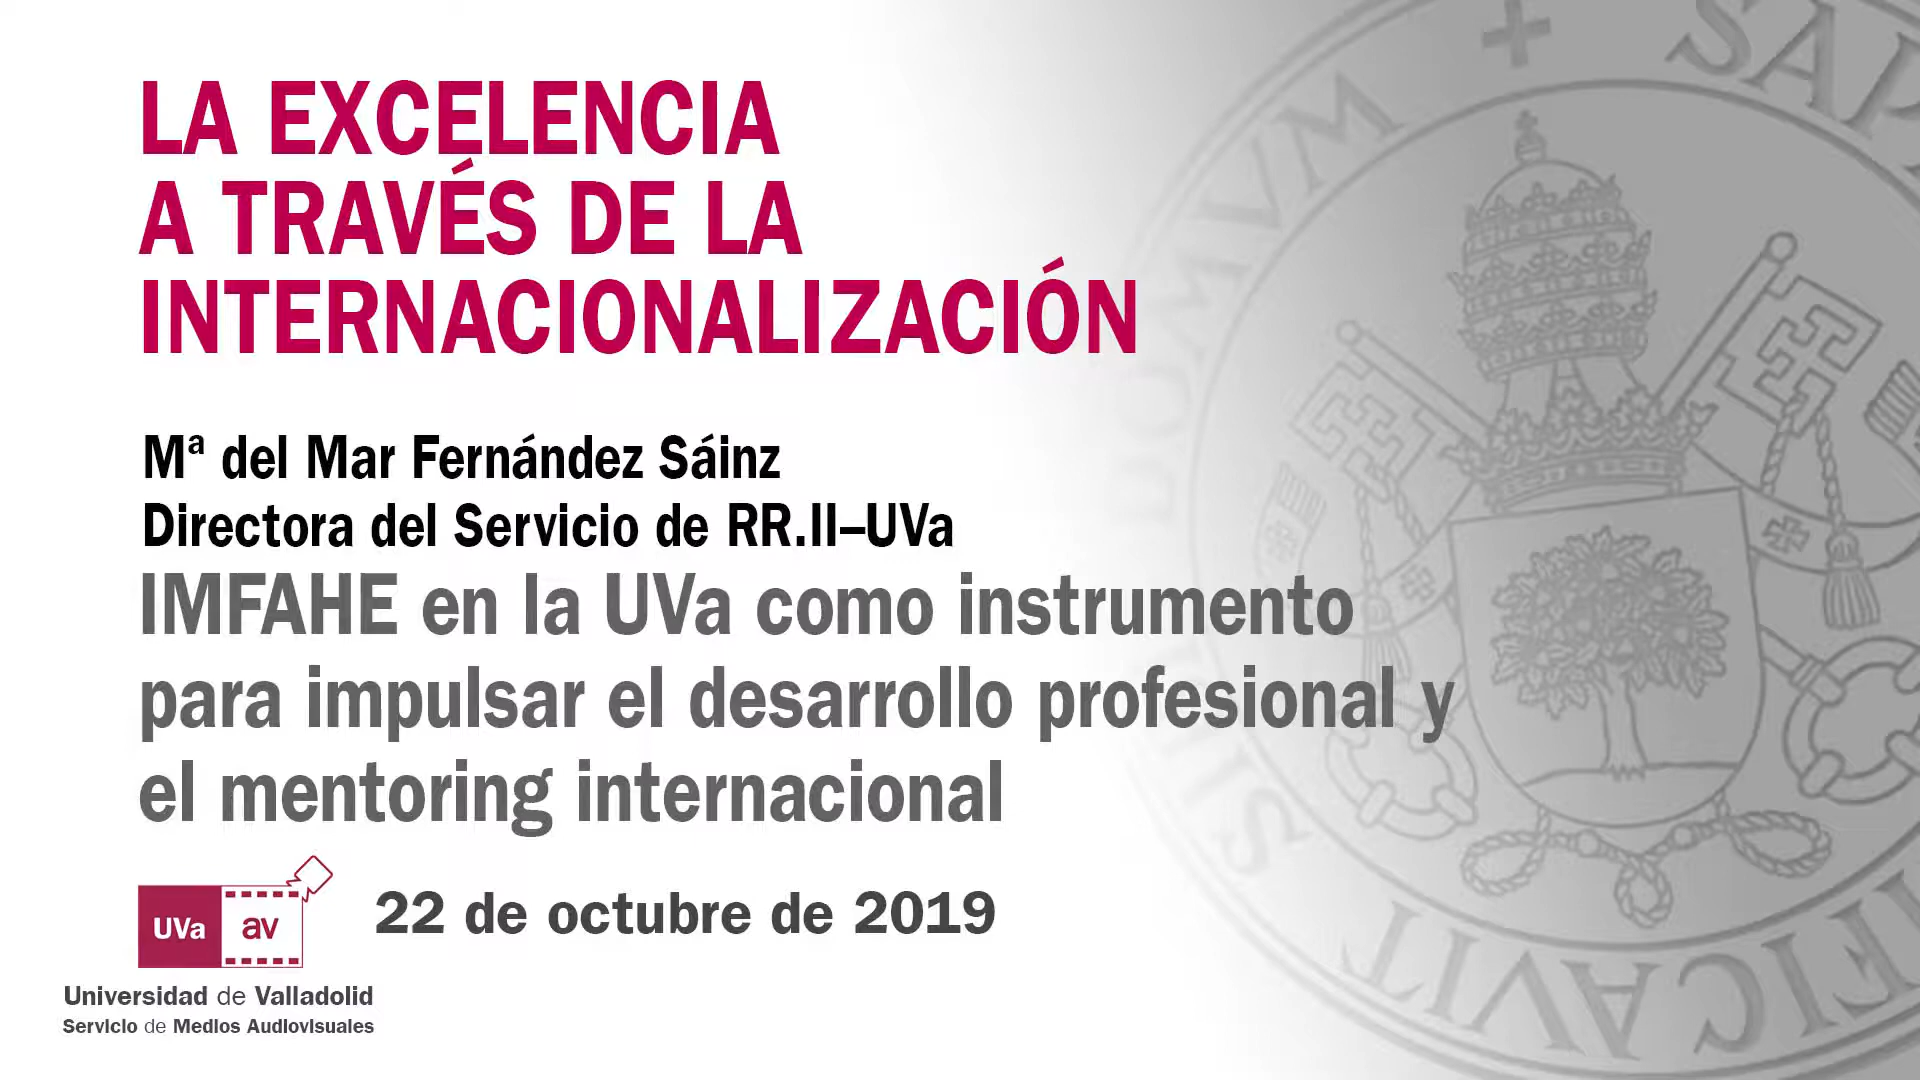 LA EXCELENCIA
A TRAVÉS DE LA
INTERNACIONALIZACIÓN
Mª del Mar Fernández Sáinz
Directora del Servicio de RR.II–UVa
IMFAHE en la UVa como instrumento
para impulsar el desarrollo profesional y
el mentoring internacional
UVa av
22 de octubre de 2019
Universidad de Valladolid
Servicio de Medios Audiovisuales